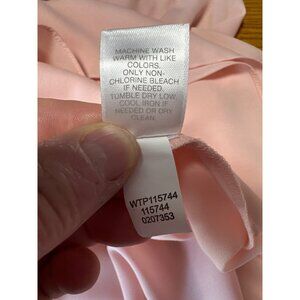 MACHINE WASH
WARM WITH LIKE
COLORS.
ONLY NON-
CHLORINE BLEACH
IF NEEDED.
TUMBLE DRY LOW
COOL IRON IF
NEEDED OR DRY
CLEAN.
WTP115744
115744
0207353